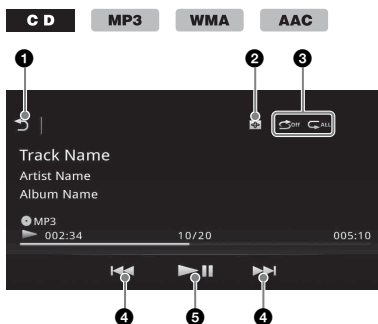 CD MP3 WMA AAC
1 2 3
Off ALL
Track Name
Artist Name
Album Name
MP3
002:34 10/20 005:10
4 5 4